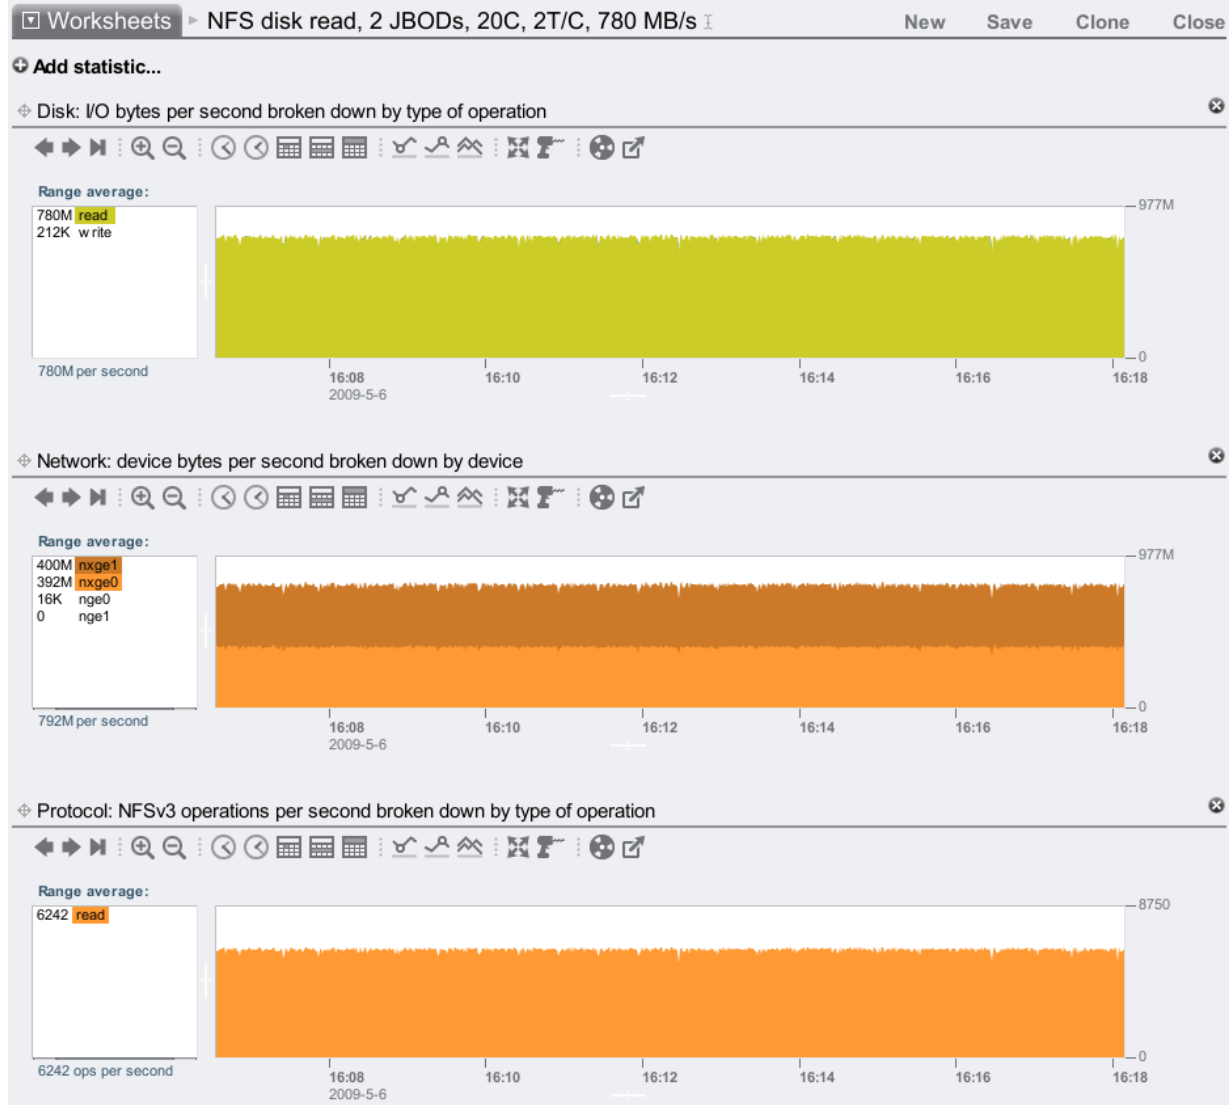 Worksheets NFS disk read, 2 JBODs, 20C, 2T/C, 780 MB/s New Save Clone Close
Add statistic...
Disk: I/O bytes per second broken down by type of operation
Range average:
780M read
212K write
977M
0
780M per second
16:08 16:10 16:12 16:14 16:16 16:18
2009-5-6
Network: device bytes per second broken down by device
Range average:
400M nxge1
392M nxge0
16K nge0
0 nge1
977M
0
792M per second
16:08 16:10 16:12 16:14 16:16 16:18
2009-5-6
Protocol: NFSv3 operations per second broken down by type of operation
Range average:
6242 read
8750
0
6242 ops per second
16:08 16:10 16:12 16:14 16:16 16:18
2009-5-6